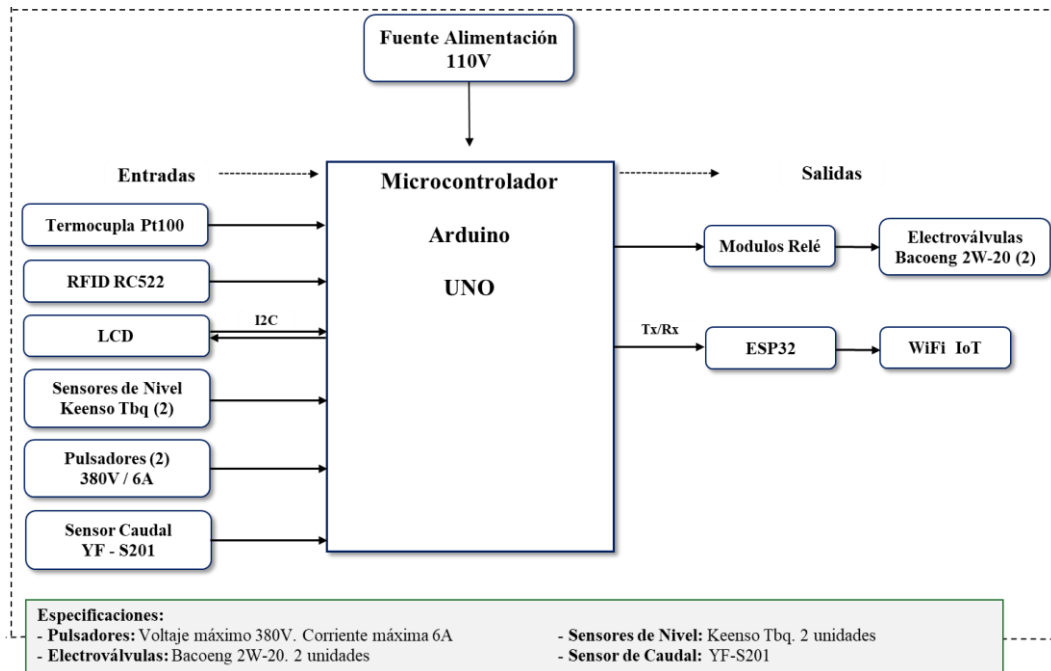 Fuente Alimentación
110V
Entradas
Salidas
Microcontrolador
Arduino
UNO
Termocupla Pt100
RFID RC522
LCD
I2C
Sensores de Nivel
Keenso Tbq (2)
Pulsadores (2)
380V / 6A
Sensor Caudal
YF - S201
Modulos Relé
Electroválvulas
Bacoeng 2W-20 (2)
Tx/Rx
ESP32
WiFi IoT
Especificaciones:
- Pulsadores: Voltaje máximo 380V. Corriente máxima 6A
- Electroválvulas: Bacoeng 2W-20. 2 unidades
- Sensores de Nivel: Keenso Tbq. 2 unidades
- Sensor de Caudal: YF-S201